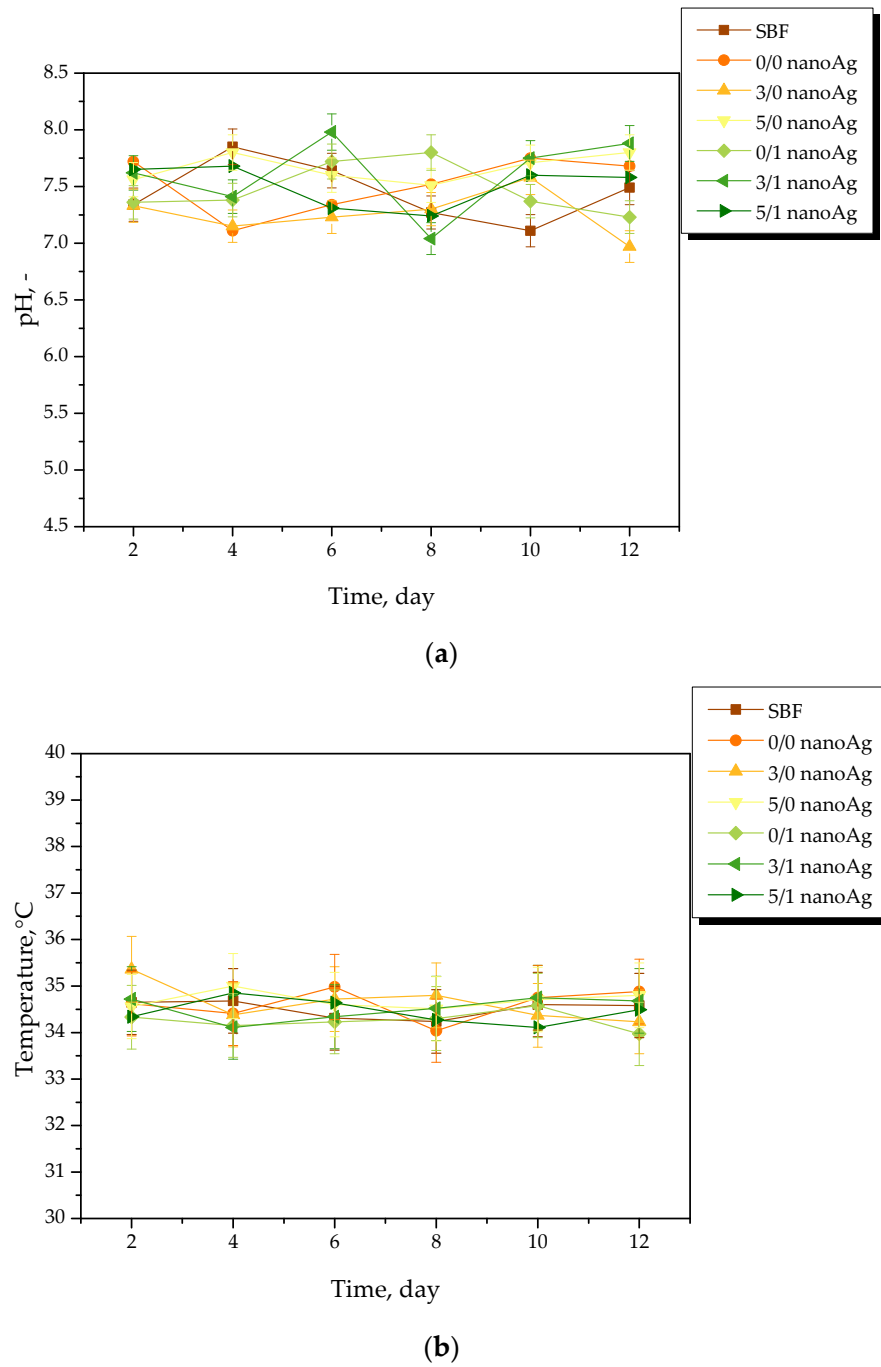 SBF
0/0 nanoAg
3/0 nanoAg
5/0 nanoAg
0/1 nanoAg
3/1 nanoAg
5/1 nanoAg
8.5
8.0
7.5
7.0
6.5
6.0
5.5
5.0
4.5
pH, -
2 4 6 8 10 12
Time, day
(a)
SBF
0/0 nanoAg
3/0 nanoAg
5/0 nanoAg
0/1 nanoAg
3/1 nanoAg
5/1 nanoAg
40
39
38
37
36
35
34
33
32
31
30
Temperature,°C
2 4 6 8 10 12
Time, day
(b)